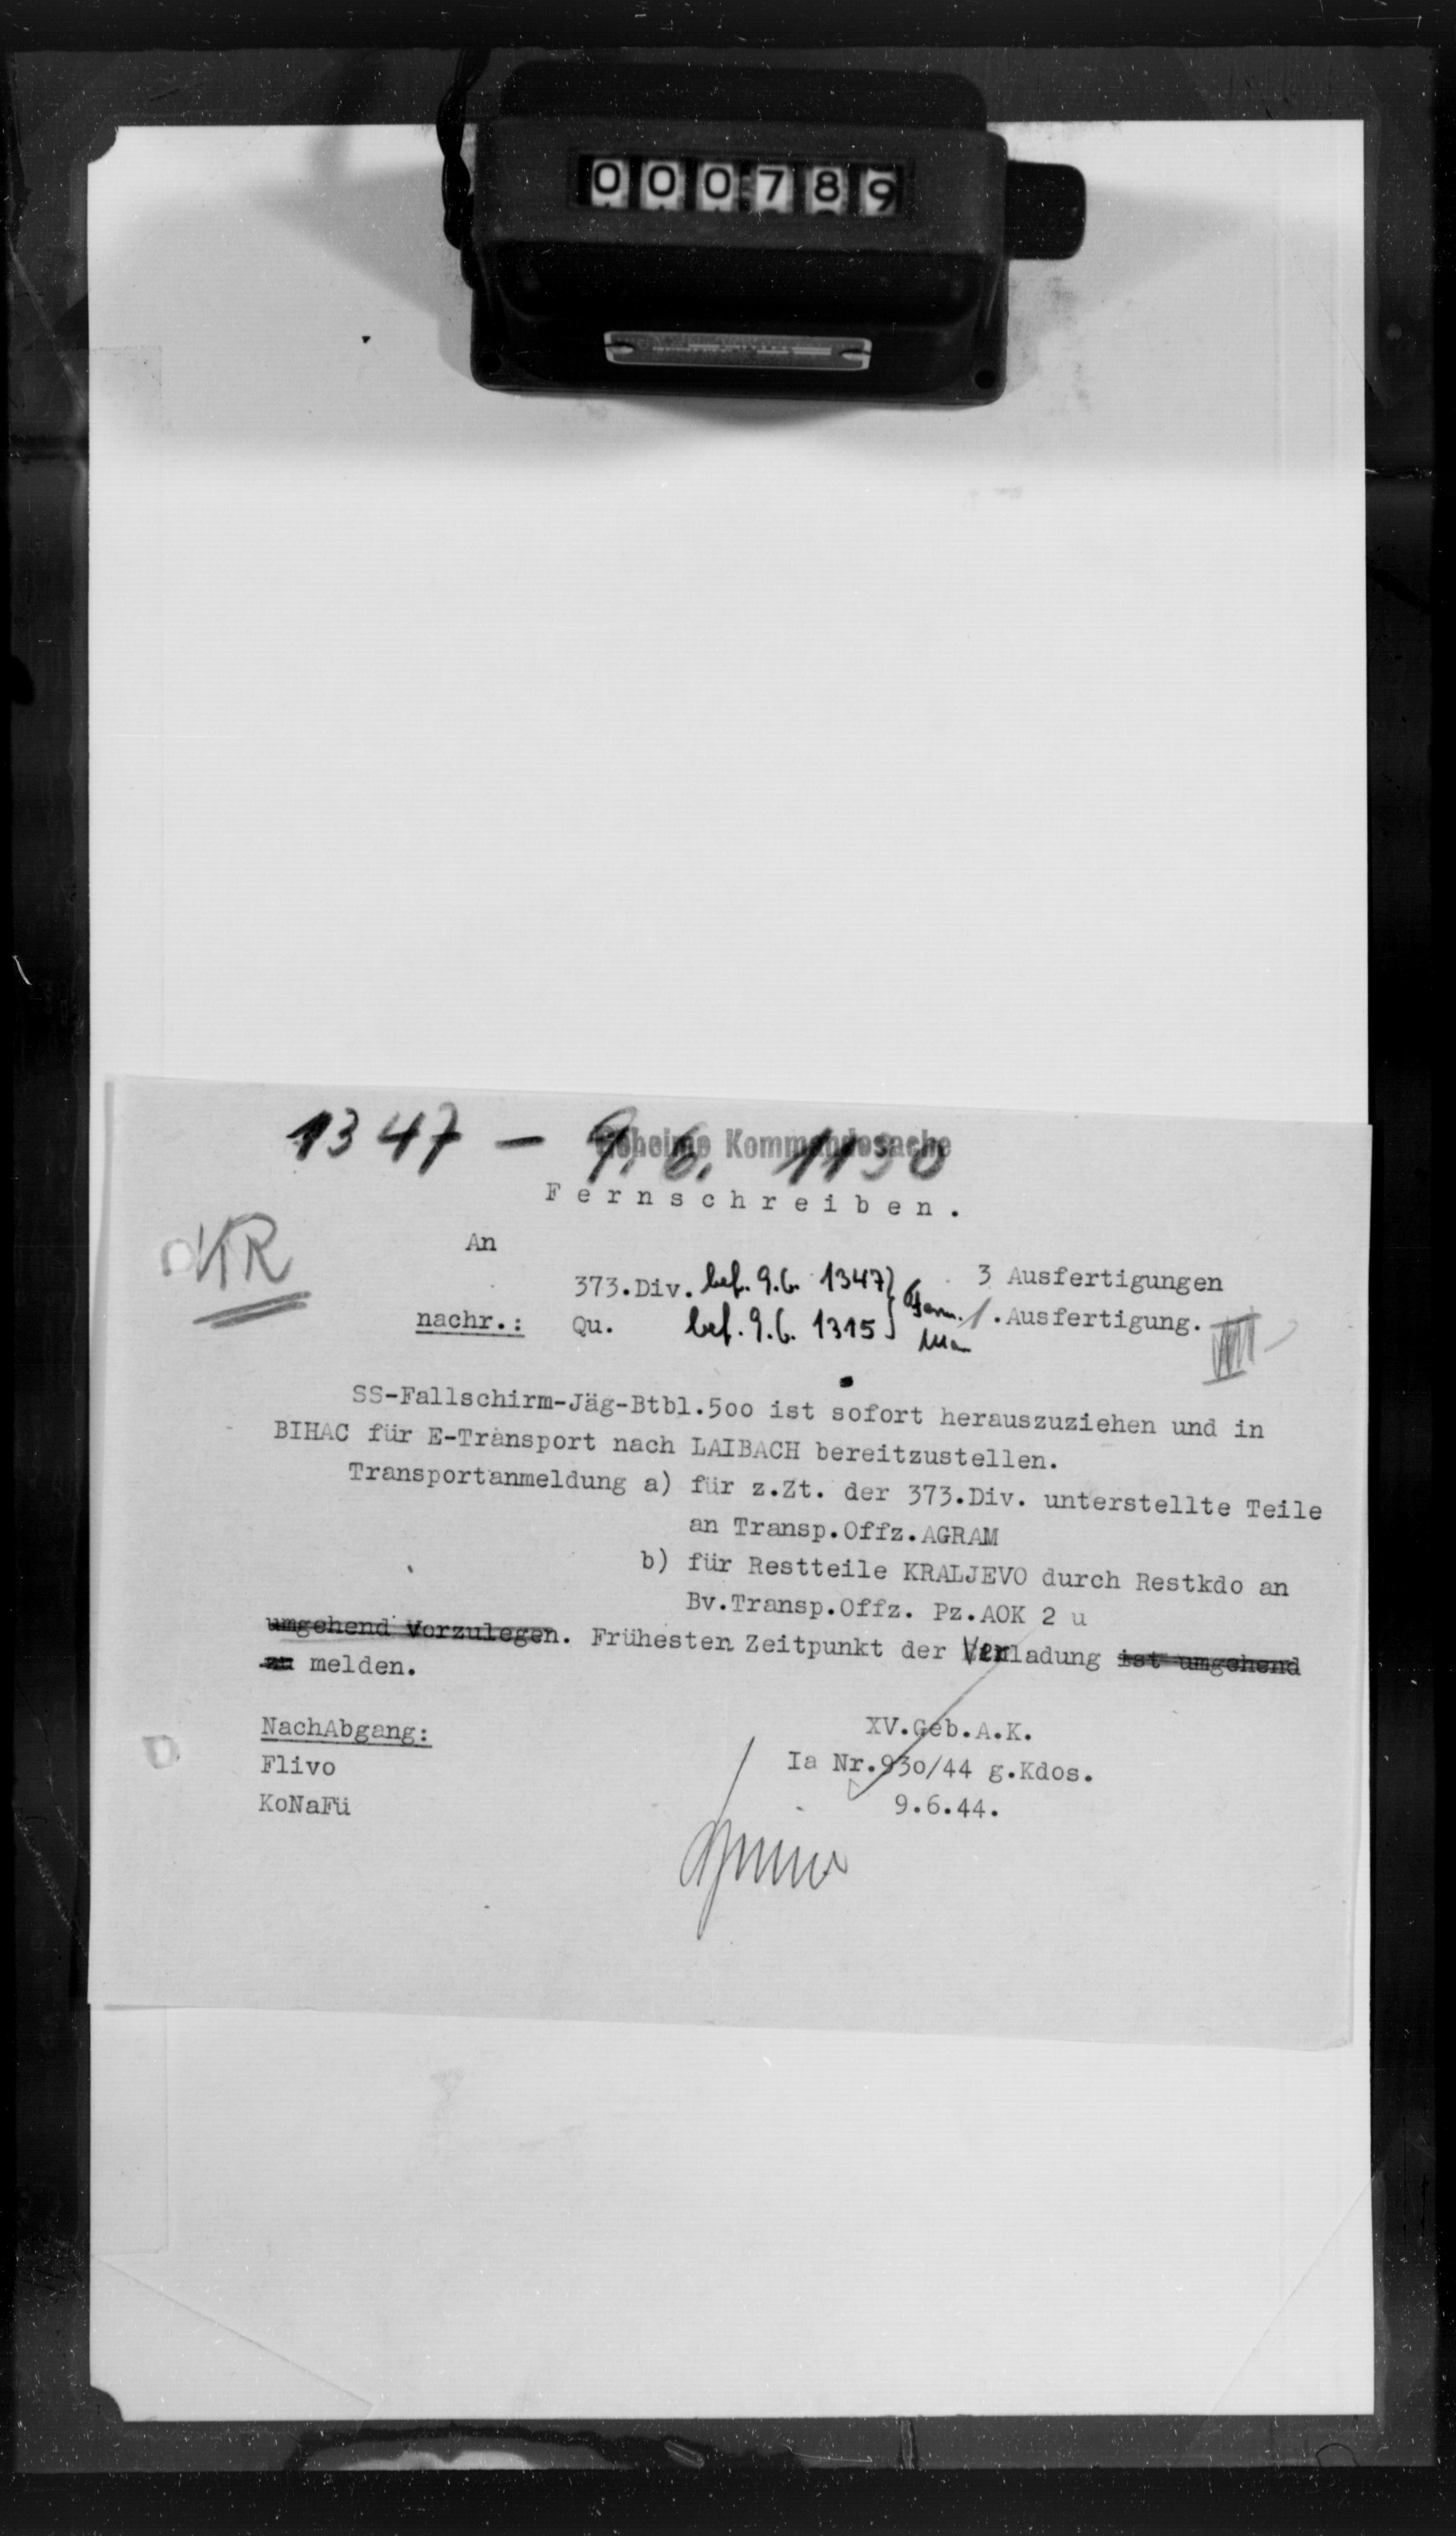 000789
1347 - 9.6. 1130
Geheime Kommandosache
Fernschreiben.
KR
An
373.Div. bef. 9.6. 1347
3 Ausfertigungen
nachr.: Qu. bef. 9.6. 1315
1.Ausfertigung.
SS-Fallschirm-Jäg-Btbl.500 ist sofort herauszuziehen und in
BIHAC für E-Transport nach LAIBACH bereitzustellen.
Transportanmeldung a) für z.Zt. der 373.Div. unterstellte Teile
an Transp.Offz.AGRAM
b) für Restteile KRALJEVO durch Restkdo an
Bv.Transp.Offz. Pz.AOK 2 u
umgehend vorzulegen. Frühesten Zeitpunkt der Verladung ist umgehend
zu melden.
NachAbgang:
Flivo
KoNaFü
XV.Geb.A.K.
Ia Nr.930/44 g.Kdos.
9.6.44.